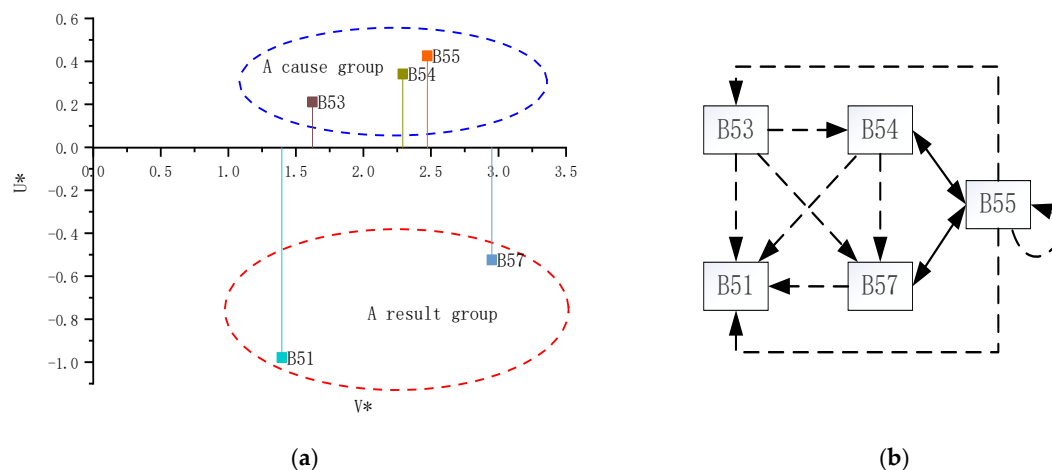 0.6
0.4
0.2
0.0
-0.2
-0.4
-0.6
-0.8
-1.0
U*
0.0 0.5 1.0 1.5 2.0 2.5 3.0 3.5
V*
A cause group
B55
B54
B53
B57
A result group
B51
(a)
B53 B54
B55
B51 B57
(b)